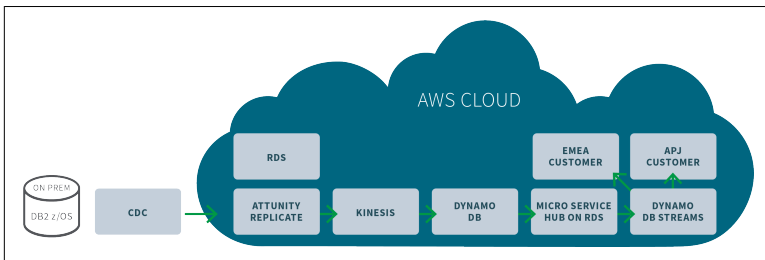 AWS CLOUD
RDS
EMEA
CUSTOMER
APJ
CUSTOMER
ON PREM
DB2 z/OS
CDC
ATTUNITY
REPLICATE
KINESIS
DYNAMO
DB
MICRO SERVICE
HUB ON RDS
DYNAMO
DB STREAMS